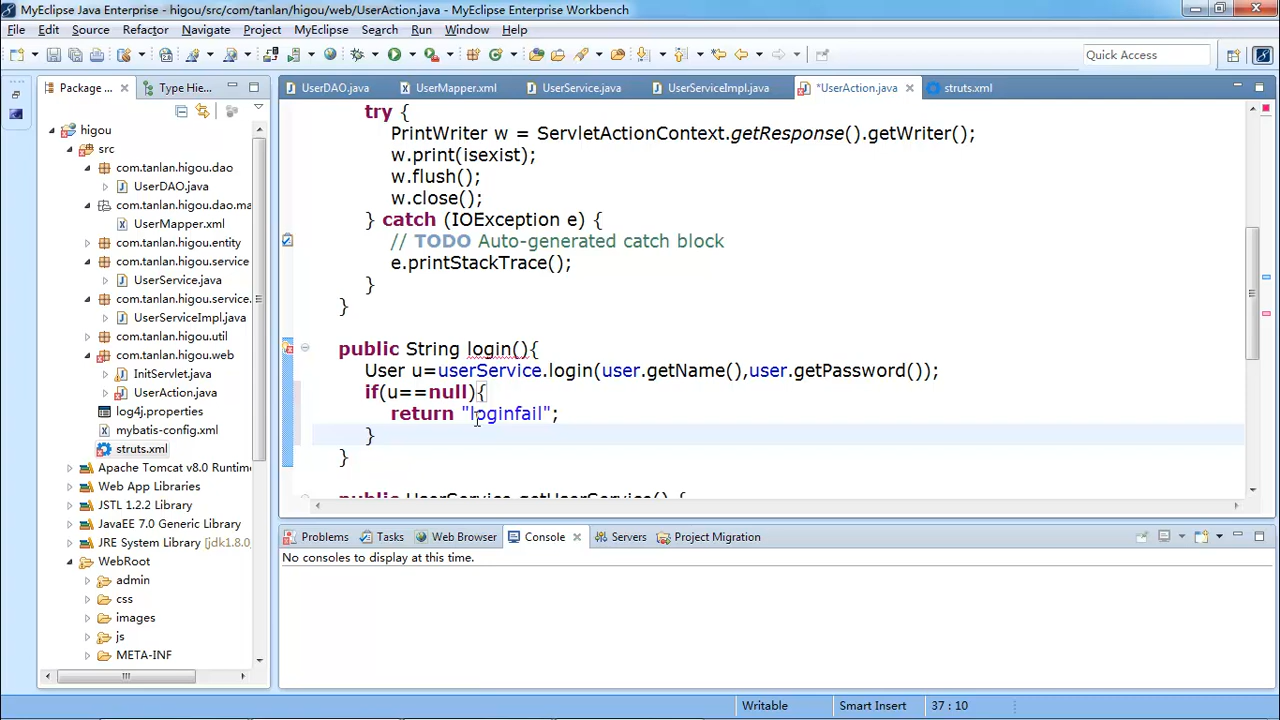 MyEclipse Java Enterprise - higou/src/com/tanlan/higou/web/UserAction.java - MyEclipse Enterprise Workbench
File Edit Source Refactor Navigate Project MyEclipse Search Run Window Help
Quick Access
Package ... Type Hie...
UserDAO.java UserMapper.xml UserService.java UserServiceImpl.java *UserAction.java struts.xml
higou
src
com.tanlan.higou.dao
UserDAO.java
com.tanlan.higou.dao.ma
UserMapper.xml
com.tanlan.higou.entity
com.tanlan.higou.service
UserService.java
com.tanlan.higou.service.
UserServiceImpl.java
com.tanlan.higou.util
com.tanlan.higou.web
InitServlet.java
UserAction.java
log4j.properties
mybatis-config.xml
struts.xml
Apache Tomcat v8.0 Runtime
Web App Libraries
JSTL 1.2.2 Library
JavaEE 7.0 Generic Library
JRE System Library [jdk1.8.0_
WebRoot
admin
css
images
js
META-INF
try {
PrintWriter w = ServletActionContext.getResponse().getWriter();
w.print(isexist);
w.flush();
w.close();
} catch (IOException e) {
// TODO Auto-generated catch block
e.printStackTrace();
}
}
public String login(){
User u=userService.login(user.getName(),user.getPassword());
if(u==null){
return "loginfail";
}
}
public UserService getUserService() {
Problems Tasks Web Browser Console Servers Project Migration
No consoles to display at this time.
Writable Smart Insert 37 : 10